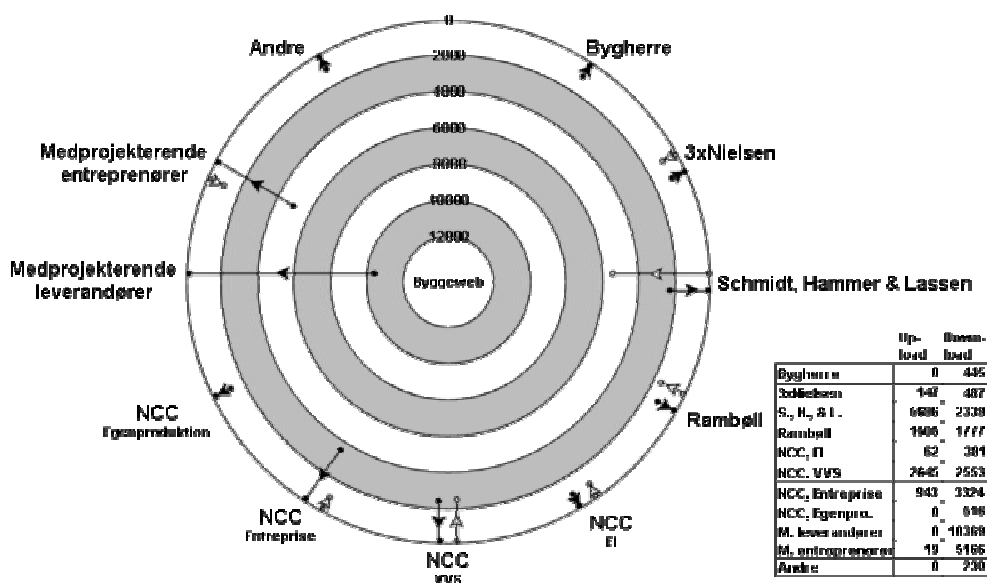 0
Andre
Bygherre
2000
4000
6000
8000
10000
12000
3xNielsen
Medprojekterende
entreprenører
Medprojekterende
leverandører
Byggeweb
Schmidt, Hammer & Lassen
Rambøll
NCC
Egenproduktion
NCC
Entreprise
NCC
VVS
NCC
El
Up- Down-
load load
Bygherre 0
3xNielsen 147 487
S., H., & L. 2339
Rambøll 1777
NCC, El 62 381
NCC, VVS 2645 2553
NCC, Entreprise 943 3324
NCC, Egenpro. 0 616
M. leverandører 0 10369
M. entreprenører 19 5166
Andre 0 230